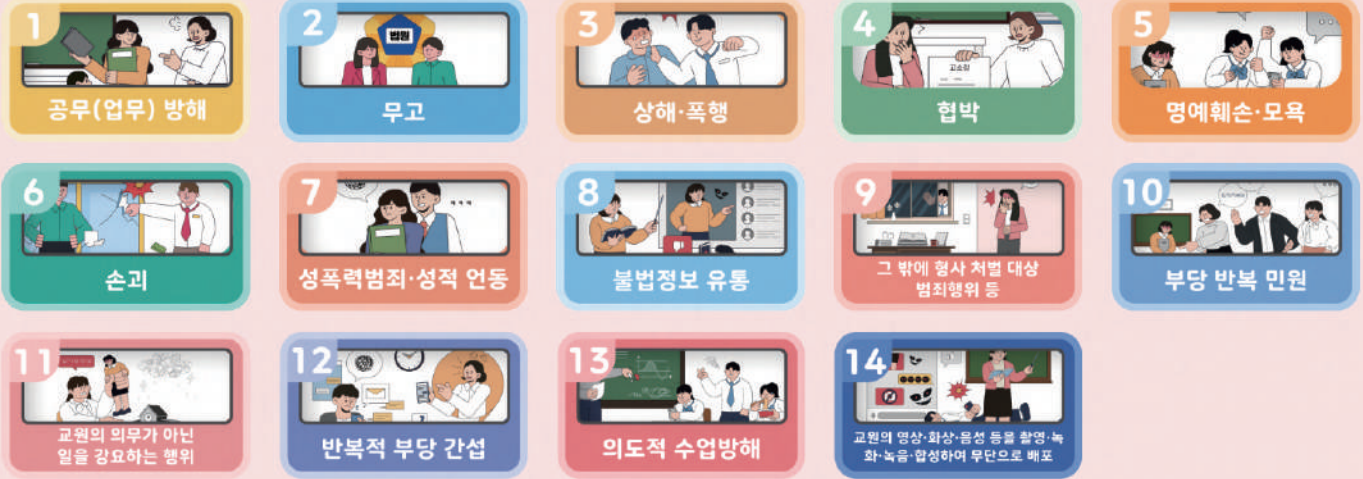 1
공무(업무) 방해
2
법원
무고
3
상해·폭행
4
고소장
협박
5
명예훼손·모욕
6
손괴
7
성폭력범죄·성적 언동
8
불법정보 유통
9
그 밖에 형사 처벌 대상
범죄행위 등
10
부당 반복 민원
11
교원의 의무가 아닌
일을 강요하는 행위
12
반복적 부당 간섭
13
의도적 수업방해
14
교원의 영상·화상·음성 등을 촬영·녹
화·녹음·합성하여 무단으로 배포